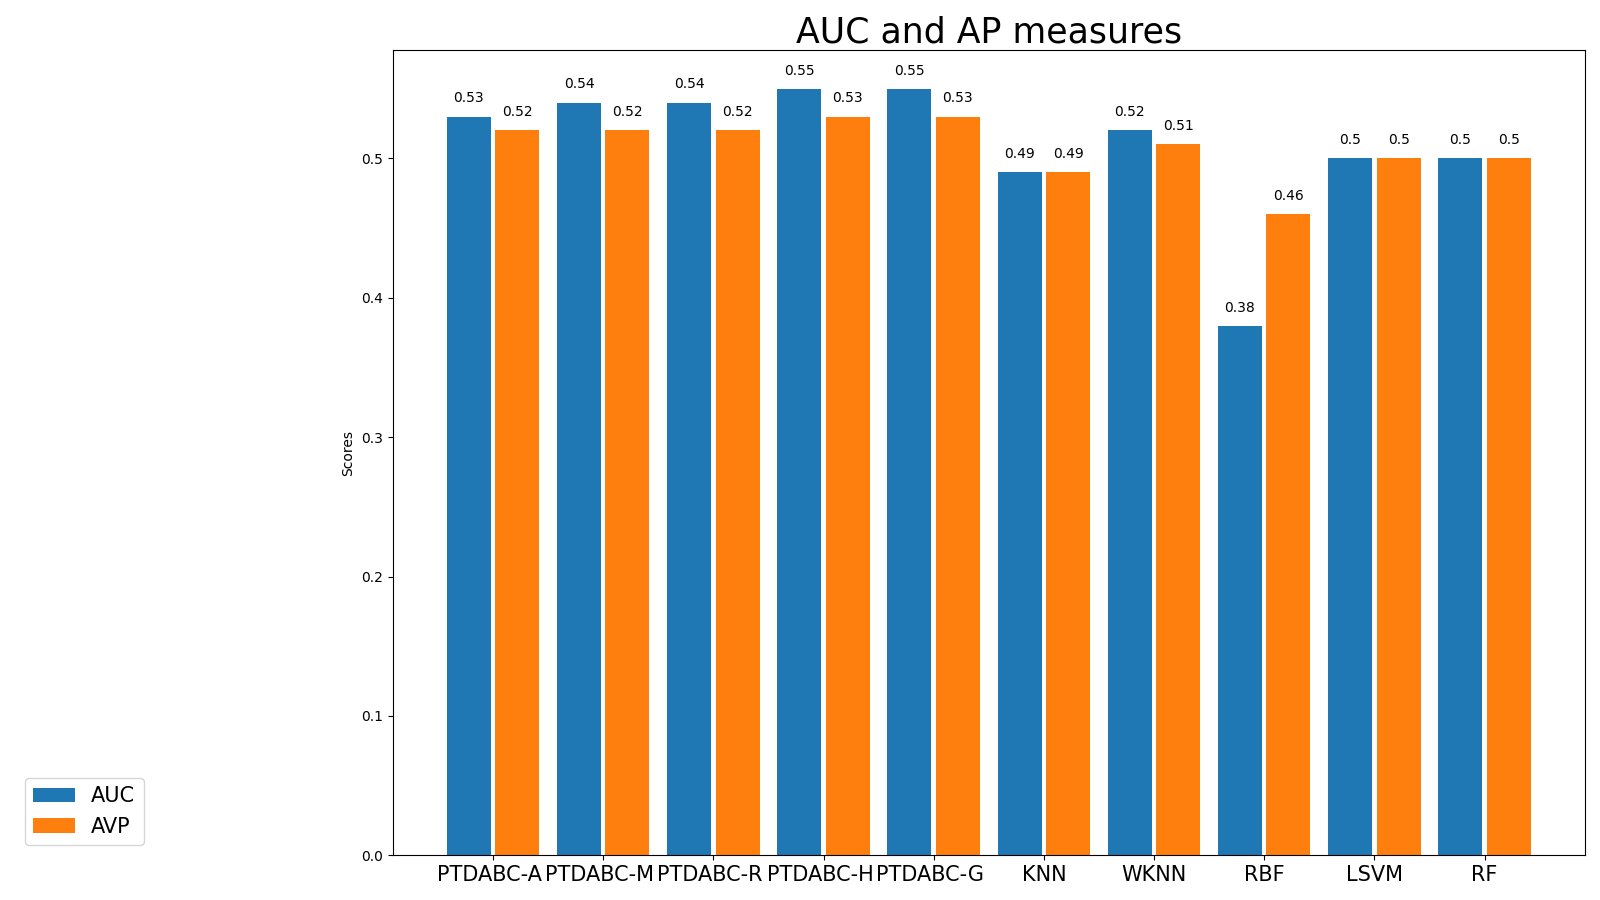 AUC and AP measures
0.53 0.52 0.54 0.52 0.54 0.52 0.55 0.53 0.55 0.53 0.49 0.49 0.52 0.51 0.38 0.46 0.5 0.5 0.5 0.5
0.5
0.4
0.3
0.2
0.1
0.0
Scores
PTDABC-A PTDABC-M PTDABC-R PTDABC-H PTDABC-G KNN WKNN RBF LSVM RF
AUC
AVP